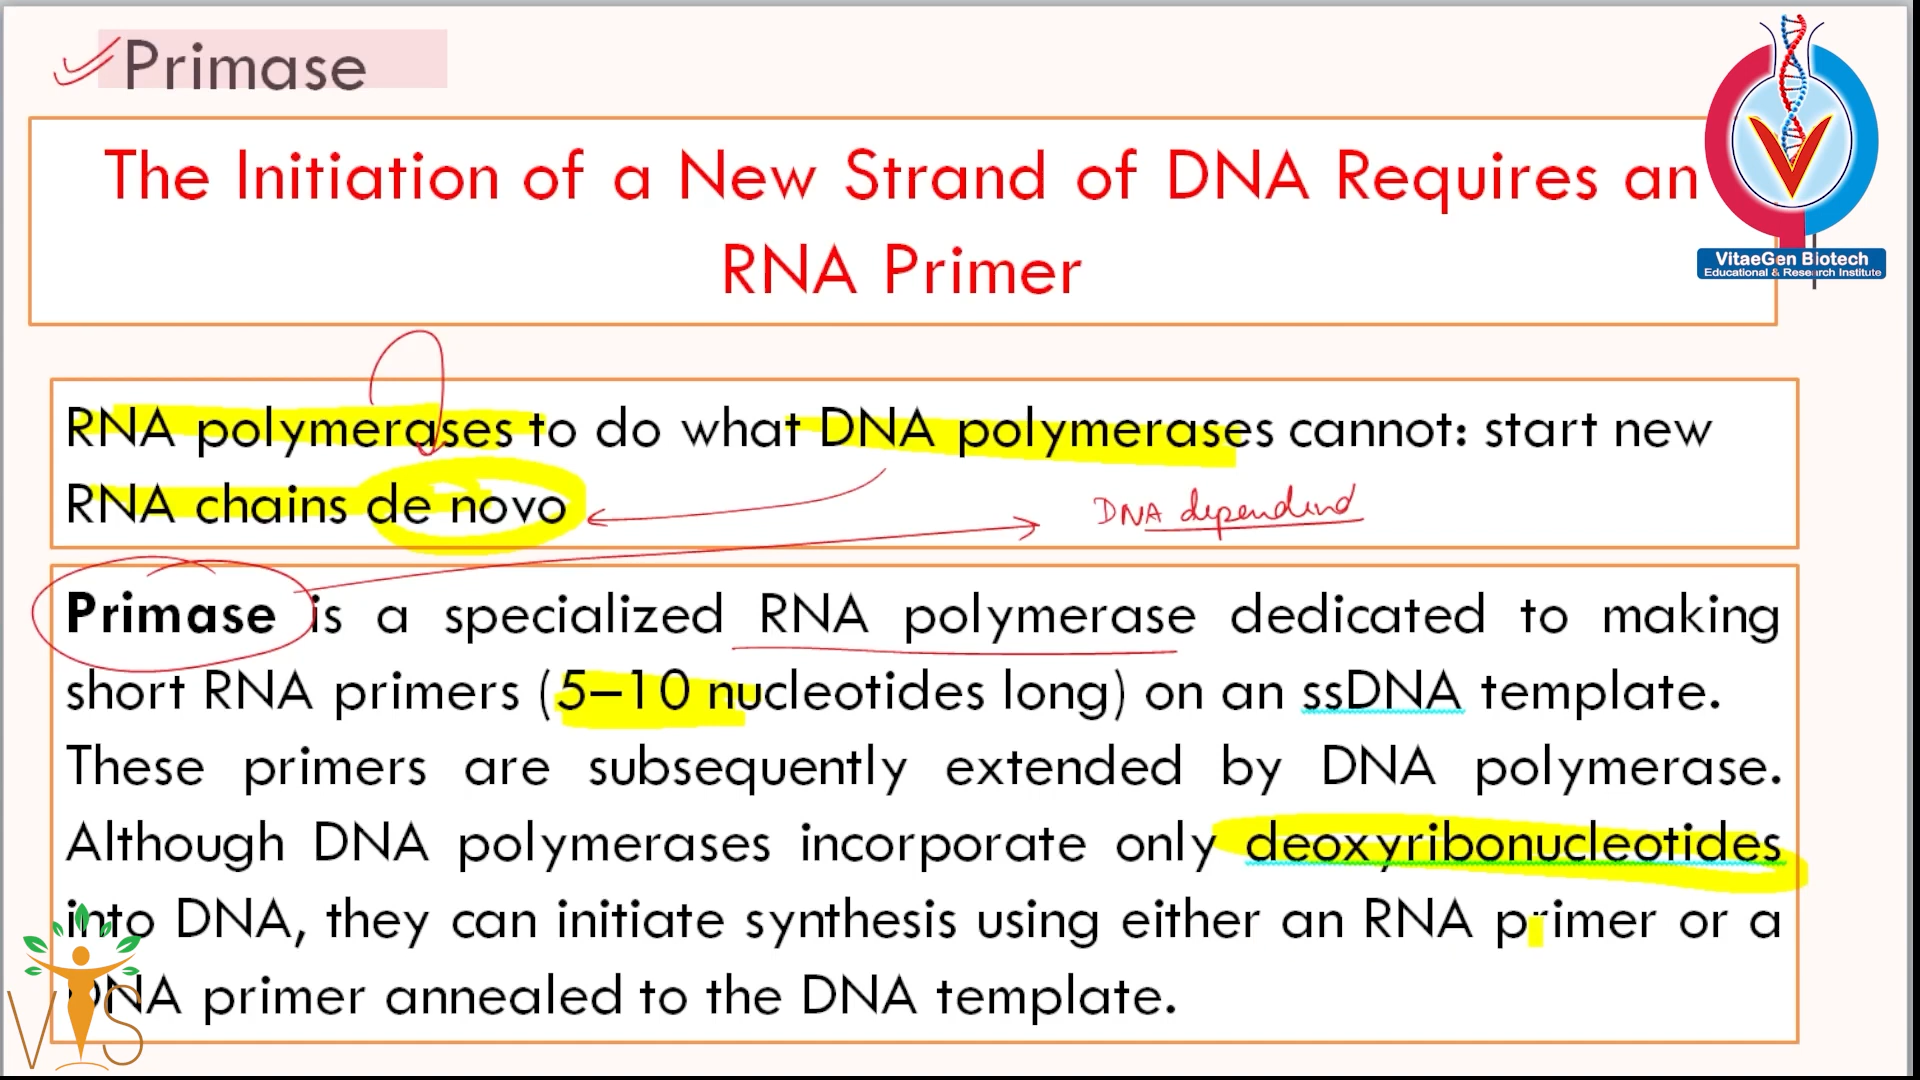 Primase
The Initiation of a New Strand of DNA Requires an
RNA Primer
VitaeGen Biotech
Educational & Research Institute
RNA polymerases to do what DNA polymerases cannot: start new
RNA chains de novo
DNA dependend
Primase is a specialized RNA polymerase dedicated to making
short RNA primers (5–10 nucleotides long) on an ssDNA template.
These primers are subsequently extended by DNA polymerase.
Although DNA polymerases incorporate only deoxyribonucleotides
into DNA, they can initiate synthesis using either an RNA primer or a
DNA primer annealed to the DNA template.
V S